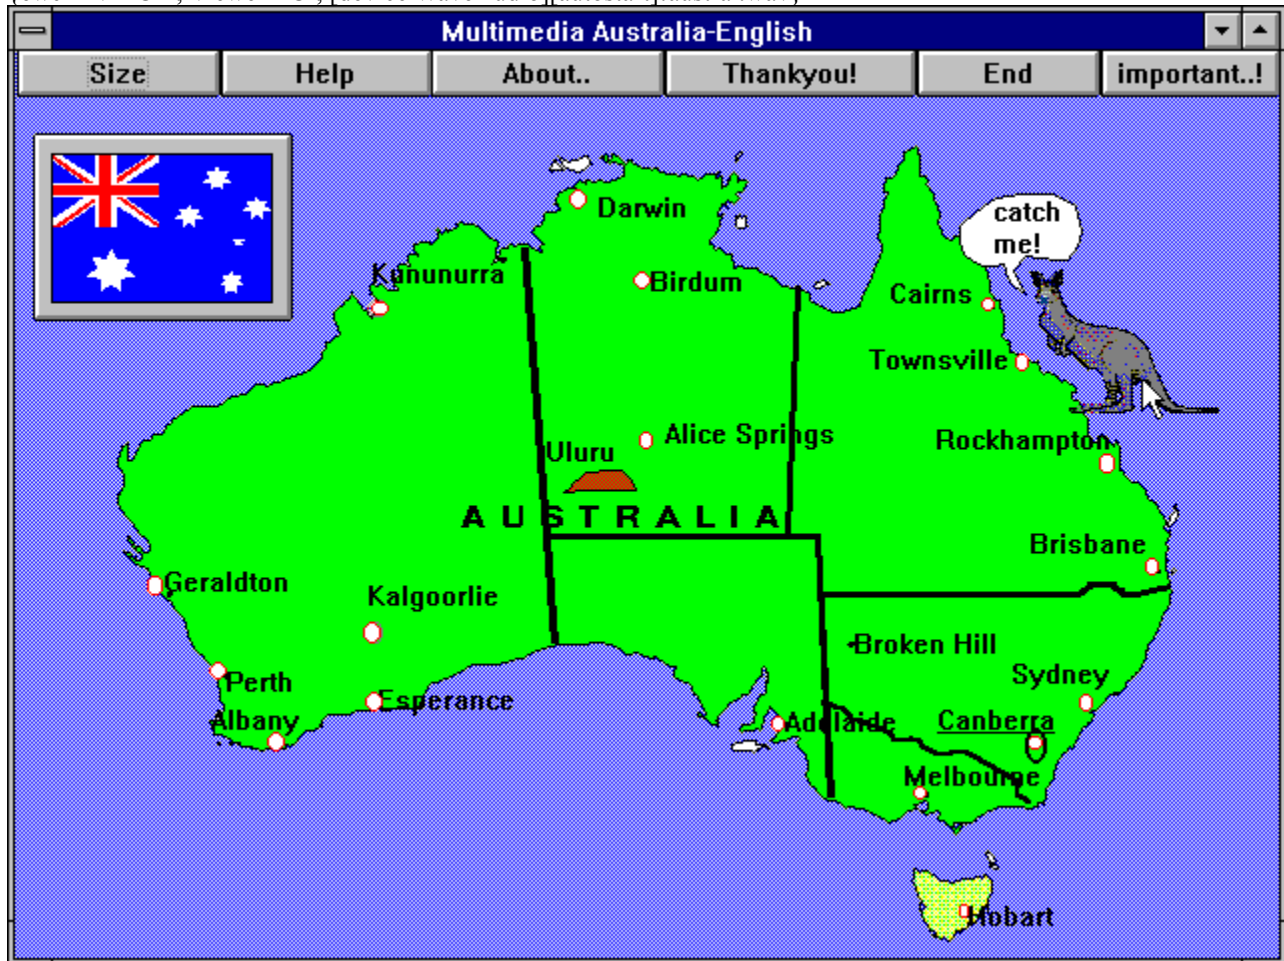 Multimedia Australia-English
Size Help About.. Thankyou! End important..!
catch
me!
Darwin
Kununurra
Birdum
Cairns
Townsville
Alice Springs
Rockhampton
Uluru
AUSTRALIA
Brisbane
Geraldton
Kalgoorlie
Broken Hill
Sydney
Perth
Esperance
Albany
Adelaide
Canberra
Melbourne
Hobart